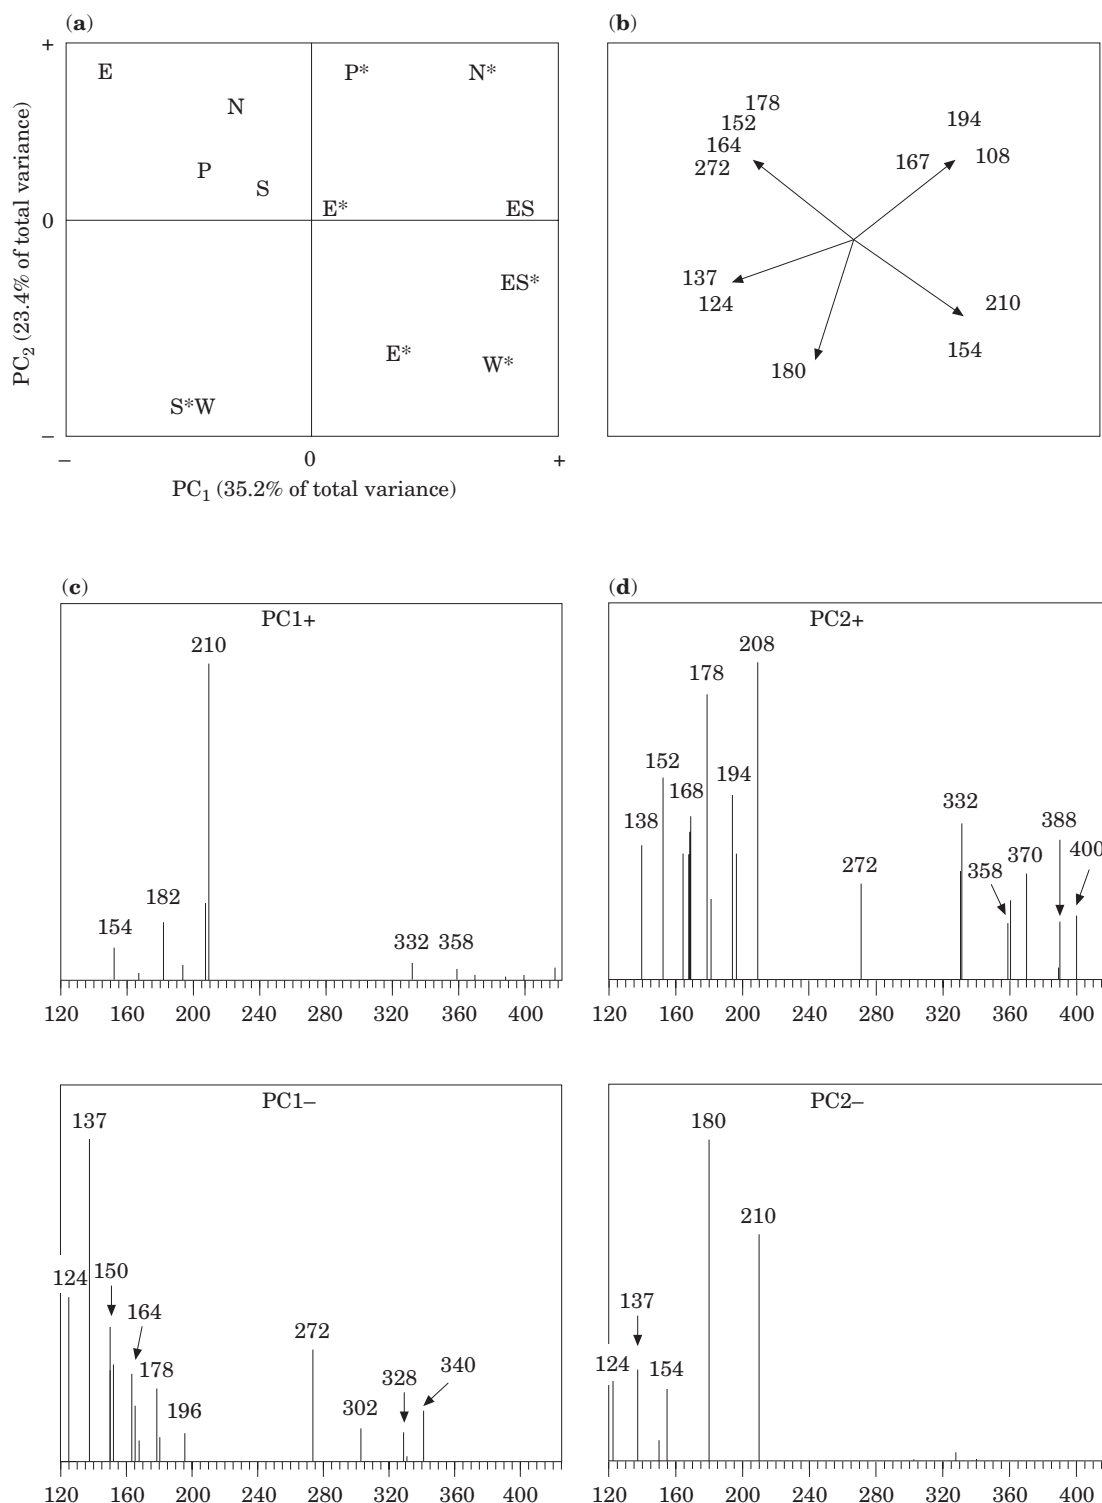 (a)
+
E
P*
N*
N
P
S
0
E*
ES
ES*
E*
W*
S*W
–
– 0 +
PC1 (35.2% of total variance)
PC2 (23.4% of total variance)
(b)
178
152
164
272
194
167
108
137
124
180
210
154
(c)
PC1+
210
182
154
332 358
120 160 200 240 280 320 360 400
(d)
PC2+
208
178
152
194
168
138
332
388
400
370
358
272
120 160 200 240 280 320 360 400
PC1–
137
124
150
164
178
196
272
302
328
340
120 160 200 240 280 320 360 400
PC2–
180
210
137
124
154
120 160 200 240 280 320 360 400